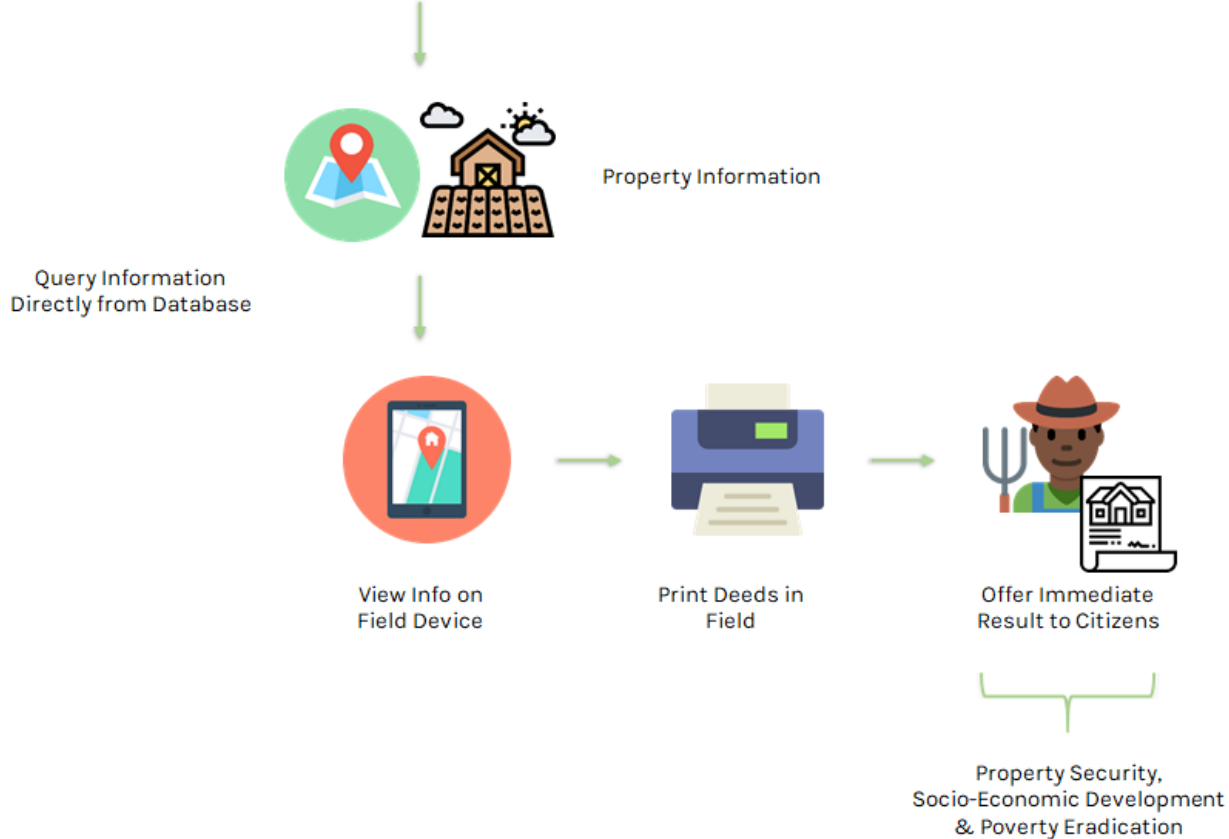 Property Information
Query Information
Directly from Database
View Info on
Field Device
Print Deeds in
Field
Offer Immediate
Result to Citizens
Property Security,
Socio-Economic Development
& Poverty Eradication